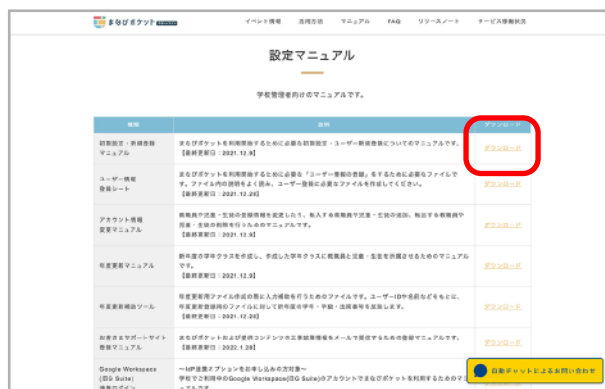 まなびポケット
イベント情報 活用方法 マニュアル FAQ リリースノート サービス稼働状況
設定マニュアル
学校管理者向けのマニュアルです。
情報 説明 ダウンロード
初期設定・新規登録
マニュアル
まなびポケットを利用開始するために必要な初期設定・ユーザー新規登録についてのマニュアルです。
【最終更新日：2021.12.9】
ダウンロード
ユーザー情報
登録シート
まなびポケットを利用開始するために必要な「ユーザー情報の登録」をするために必要なファイルで
す。ファイル内の説明をよく読み、ユーザー登録に必要なファイルを作成してください。
【最終更新日：2021.12.28】
ダウンロード
アカウント情報
変更マニュアル
教職員や児童・生徒の登録情報を変更したり、転入する教職員や児童・生徒の追加、転出する教職員や
児童・生徒の削除を行うためのマニュアルです。
【最終更新日：2021.12.9】
ダウンロード
年度更新マニュアル
新年度の学年クラスを作成し、作成した学年クラスに教職員と児童・生徒を所属させるためのマニュアル
です。
【最終更新日：2021.12.9】
ダウンロード
年度更新補助ツール
年度更新用ファイル作成の際に入力補助を行うためのファイルです。ユーザーIDや名前などをもとに、
年度更新登録用のファイルに対して新年度の学年・学級・出席番号を反映します。
【最終更新日：2021.12.28】
ダウンロード
お客さまサポートサイト
登録マニュアル
まなびポケットおよび提供コンテンツの工事故障情報をメールで提供するための登録マニュアルです。
【最終更新日：2022.1.28】
ダウンロード
Google Workspace
(旧G Suite)
～IdP連携オプションをお申し込みの方対象～
学校でご利用中のGoogle Workspace(旧G Suite)のアカウントでまなびポケットを利用するためのマニ
ュアルです。
自動チャットによるお問い合わせ